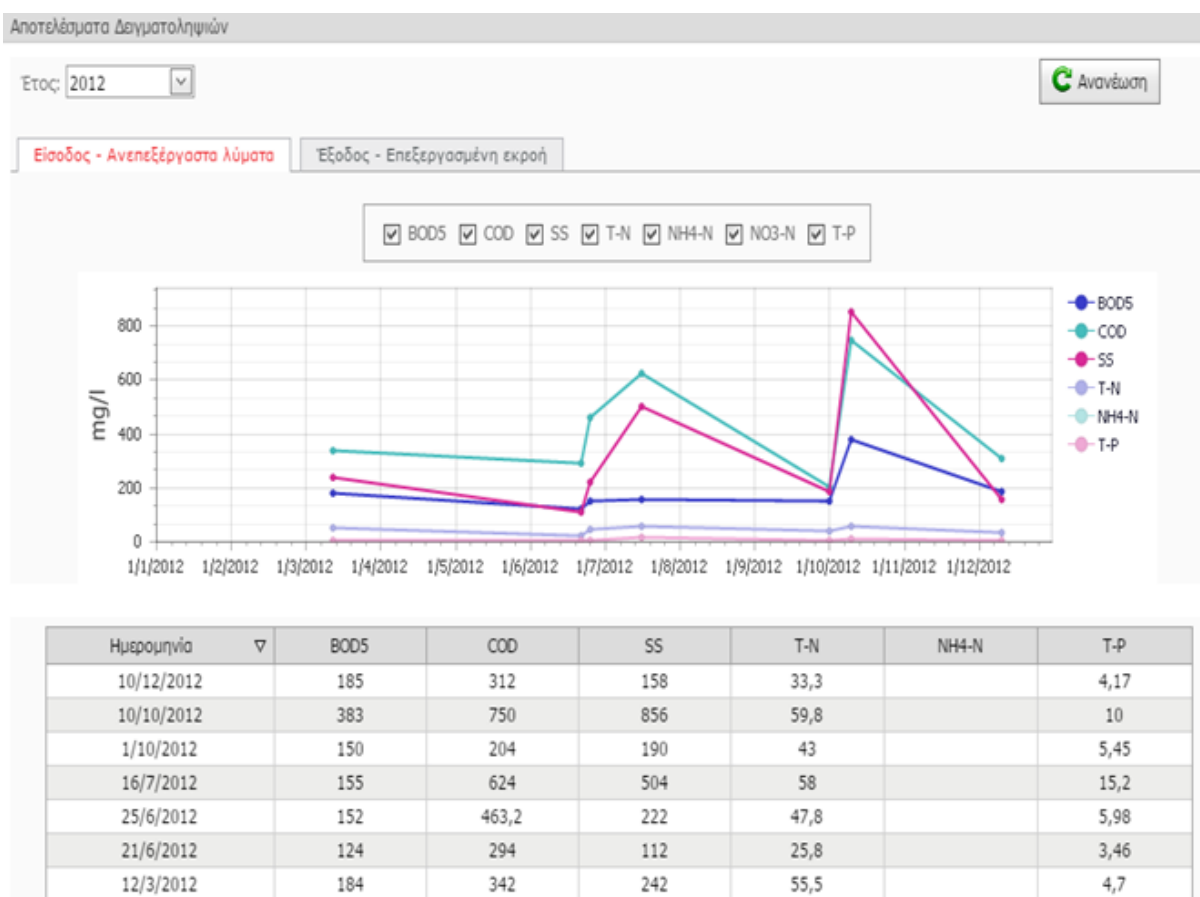 Αποτελέσματα Δειγματοληψιών
Έτος: 2012
Ανανέωση
Είσοδος - Ανεπεξέργαστα λύματα Έξοδος - Επεξεργασμένη εκροή
BOD5 COD SS T-N NH4-N NO3-N T-P
800
600
400
200
0
mg/l
BOD5
COD
SS
T-N
NH4-N
T-P
1/1/2012 1/2/2012 1/3/2012 1/4/2012 1/5/2012 1/6/2012 1/7/2012 1/8/2012 1/9/2012 1/10/2012 1/11/2012 1/12/2012
Ημερομηνία BOD5 COD SS T-N NH4-N T-P
10/12/2012 185 312 158 33,3 4,17
10/10/2012 383 750 856 59,8 10
1/10/2012 150 204 190 43 5,45
16/7/2012 155 624 504 58 15,2
25/6/2012 152 463,2 222 47,8 5,98
21/6/2012 124 294 112 25,8 3,46
12/3/2012 184 342 242 55,5 4,7